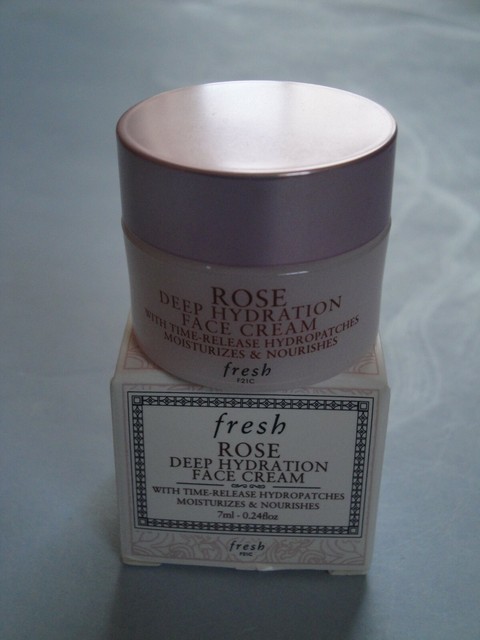 ROSE
DEEP HYDRATION
FACE CREAM
WITH TIME-RELEASE HYDROPATCHES
MOISTURIZES & NOURISHES
fresh
F21C
fresh
ROSE
DEEP HYDRATION
FACE CREAM
WITH TIME-RELEASE HYDROPATCHES
MOISTURIZES & NOURISHES
7ml - 0.24floz
fresh